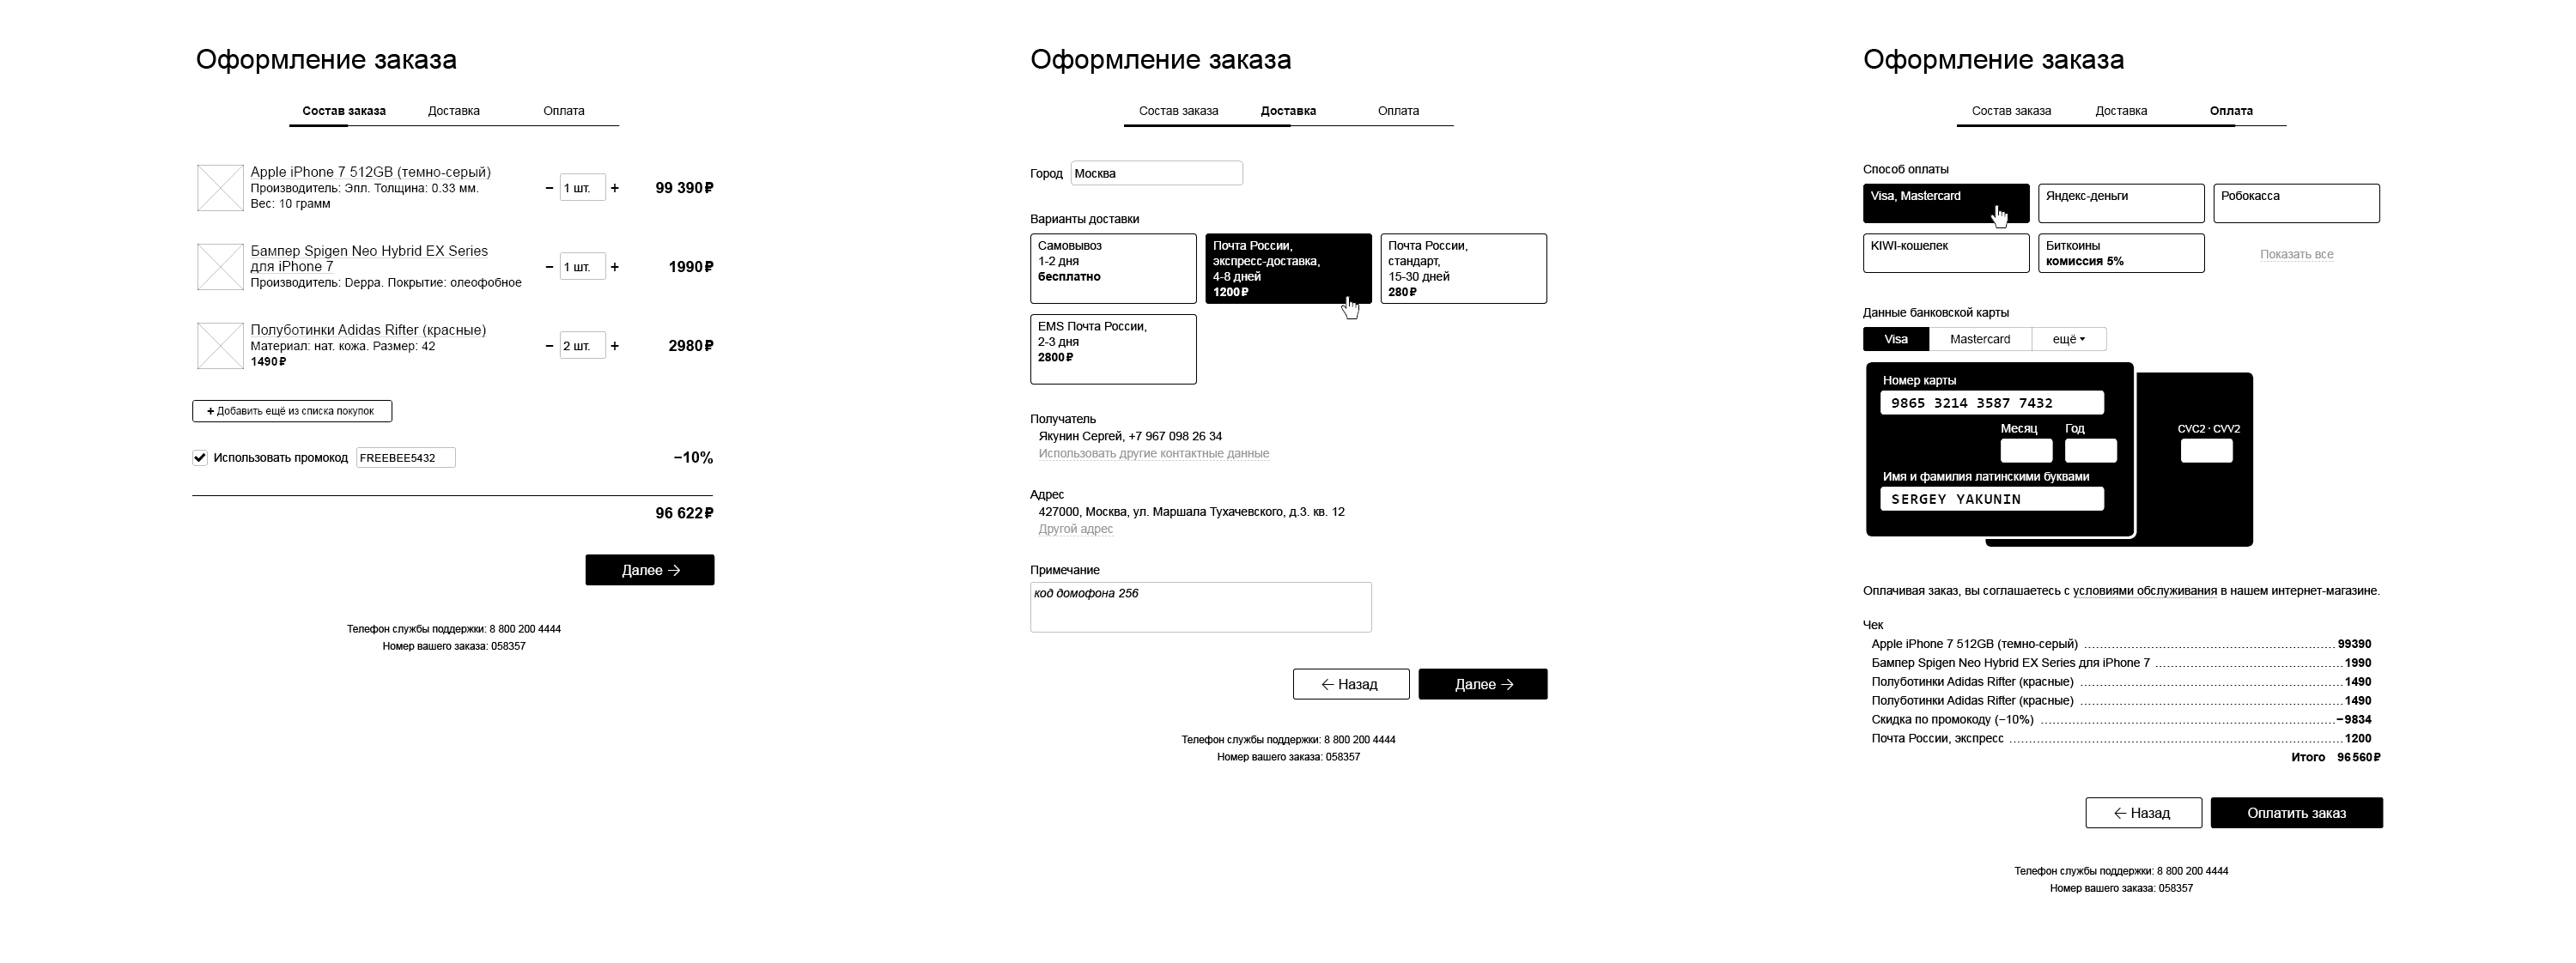 Оформление заказа
Состав заказа Доставка Оплата
Apple iPhone 7 512GB (темно-серый)
Производитель: Эпл. Толщина: 0.33 мм.
Вес: 10 грамм
− 1 шт. + 99 390 ₽
Бампер Spigen Neo Hybrid EX Series
для iPhone 7
Производитель: Deppa. Покрытие: олеофобное
− 1 шт. + 1990 ₽
Полуботинки Adidas Rifter (красные)
Материал: нат. кожа. Размер: 42
1490 ₽
− 2 шт. + 2980 ₽
+ Добавить ещё из списка покупок
Использовать промокод FREEBEE5432 −10%
96 622 ₽
Далее →
Телефон службы поддержки: 8 800 200 4444
Номер вашего заказа: 058357
Оформление заказа
Состав заказа Доставка Оплата
Город Москва
Варианты доставки
Самовывоз
1-2 дня
бесплатно
Почта России,
экспресс-доставка,
4-8 дней
1200 ₽
Почта России,
стандарт,
15-30 дней
280 ₽
EMS Почта России,
2-3 дня
2800 ₽
Получатель
Якунин Сергей, +7 967 098 26 34
Использовать другие контактные данные
Адрес
427000, Москва, ул. Маршала Тухачевского, д.3. кв. 12
Другой адрес
Примечание
код домофона 256
← Назад Далее →
Телефон службы поддержки: 8 800 200 4444
Номер вашего заказа: 058357
Оформление заказа
Состав заказа Доставка Оплата
Способ оплаты
Visa, Mastercard
Яндекс-деньги
Робокасса
KIWI-кошелек
Биткоины
комиссия 5%
Показать все
Данные банковской карты
Visa Mastercard ещё ▾
Номер карты
9865 3214 3587 7432
Месяц Год
CVC2 · CVV2
Имя и фамилия латинскими буквами
SERGEY YAKUNIN
Оплачивая заказ, вы соглашаетесь с условиями обслуживания в нашем интернет-магазине.
Чек
Apple iPhone 7 512GB (темно-серый) 99390
Бампер Spigen Neo Hybrid EX Series для iPhone 7 1990
Полуботинки Adidas Rifter (красные) 1490
Полуботинки Adidas Rifter (красные) 1490
Скидка по промокоду (−10%) −9834
Почта России, экспресс 1200
Итого 96 560 ₽
← Назад Оплатить заказ
Телефон службы поддержки: 8 800 200 4444
Номер вашего заказа: 058357